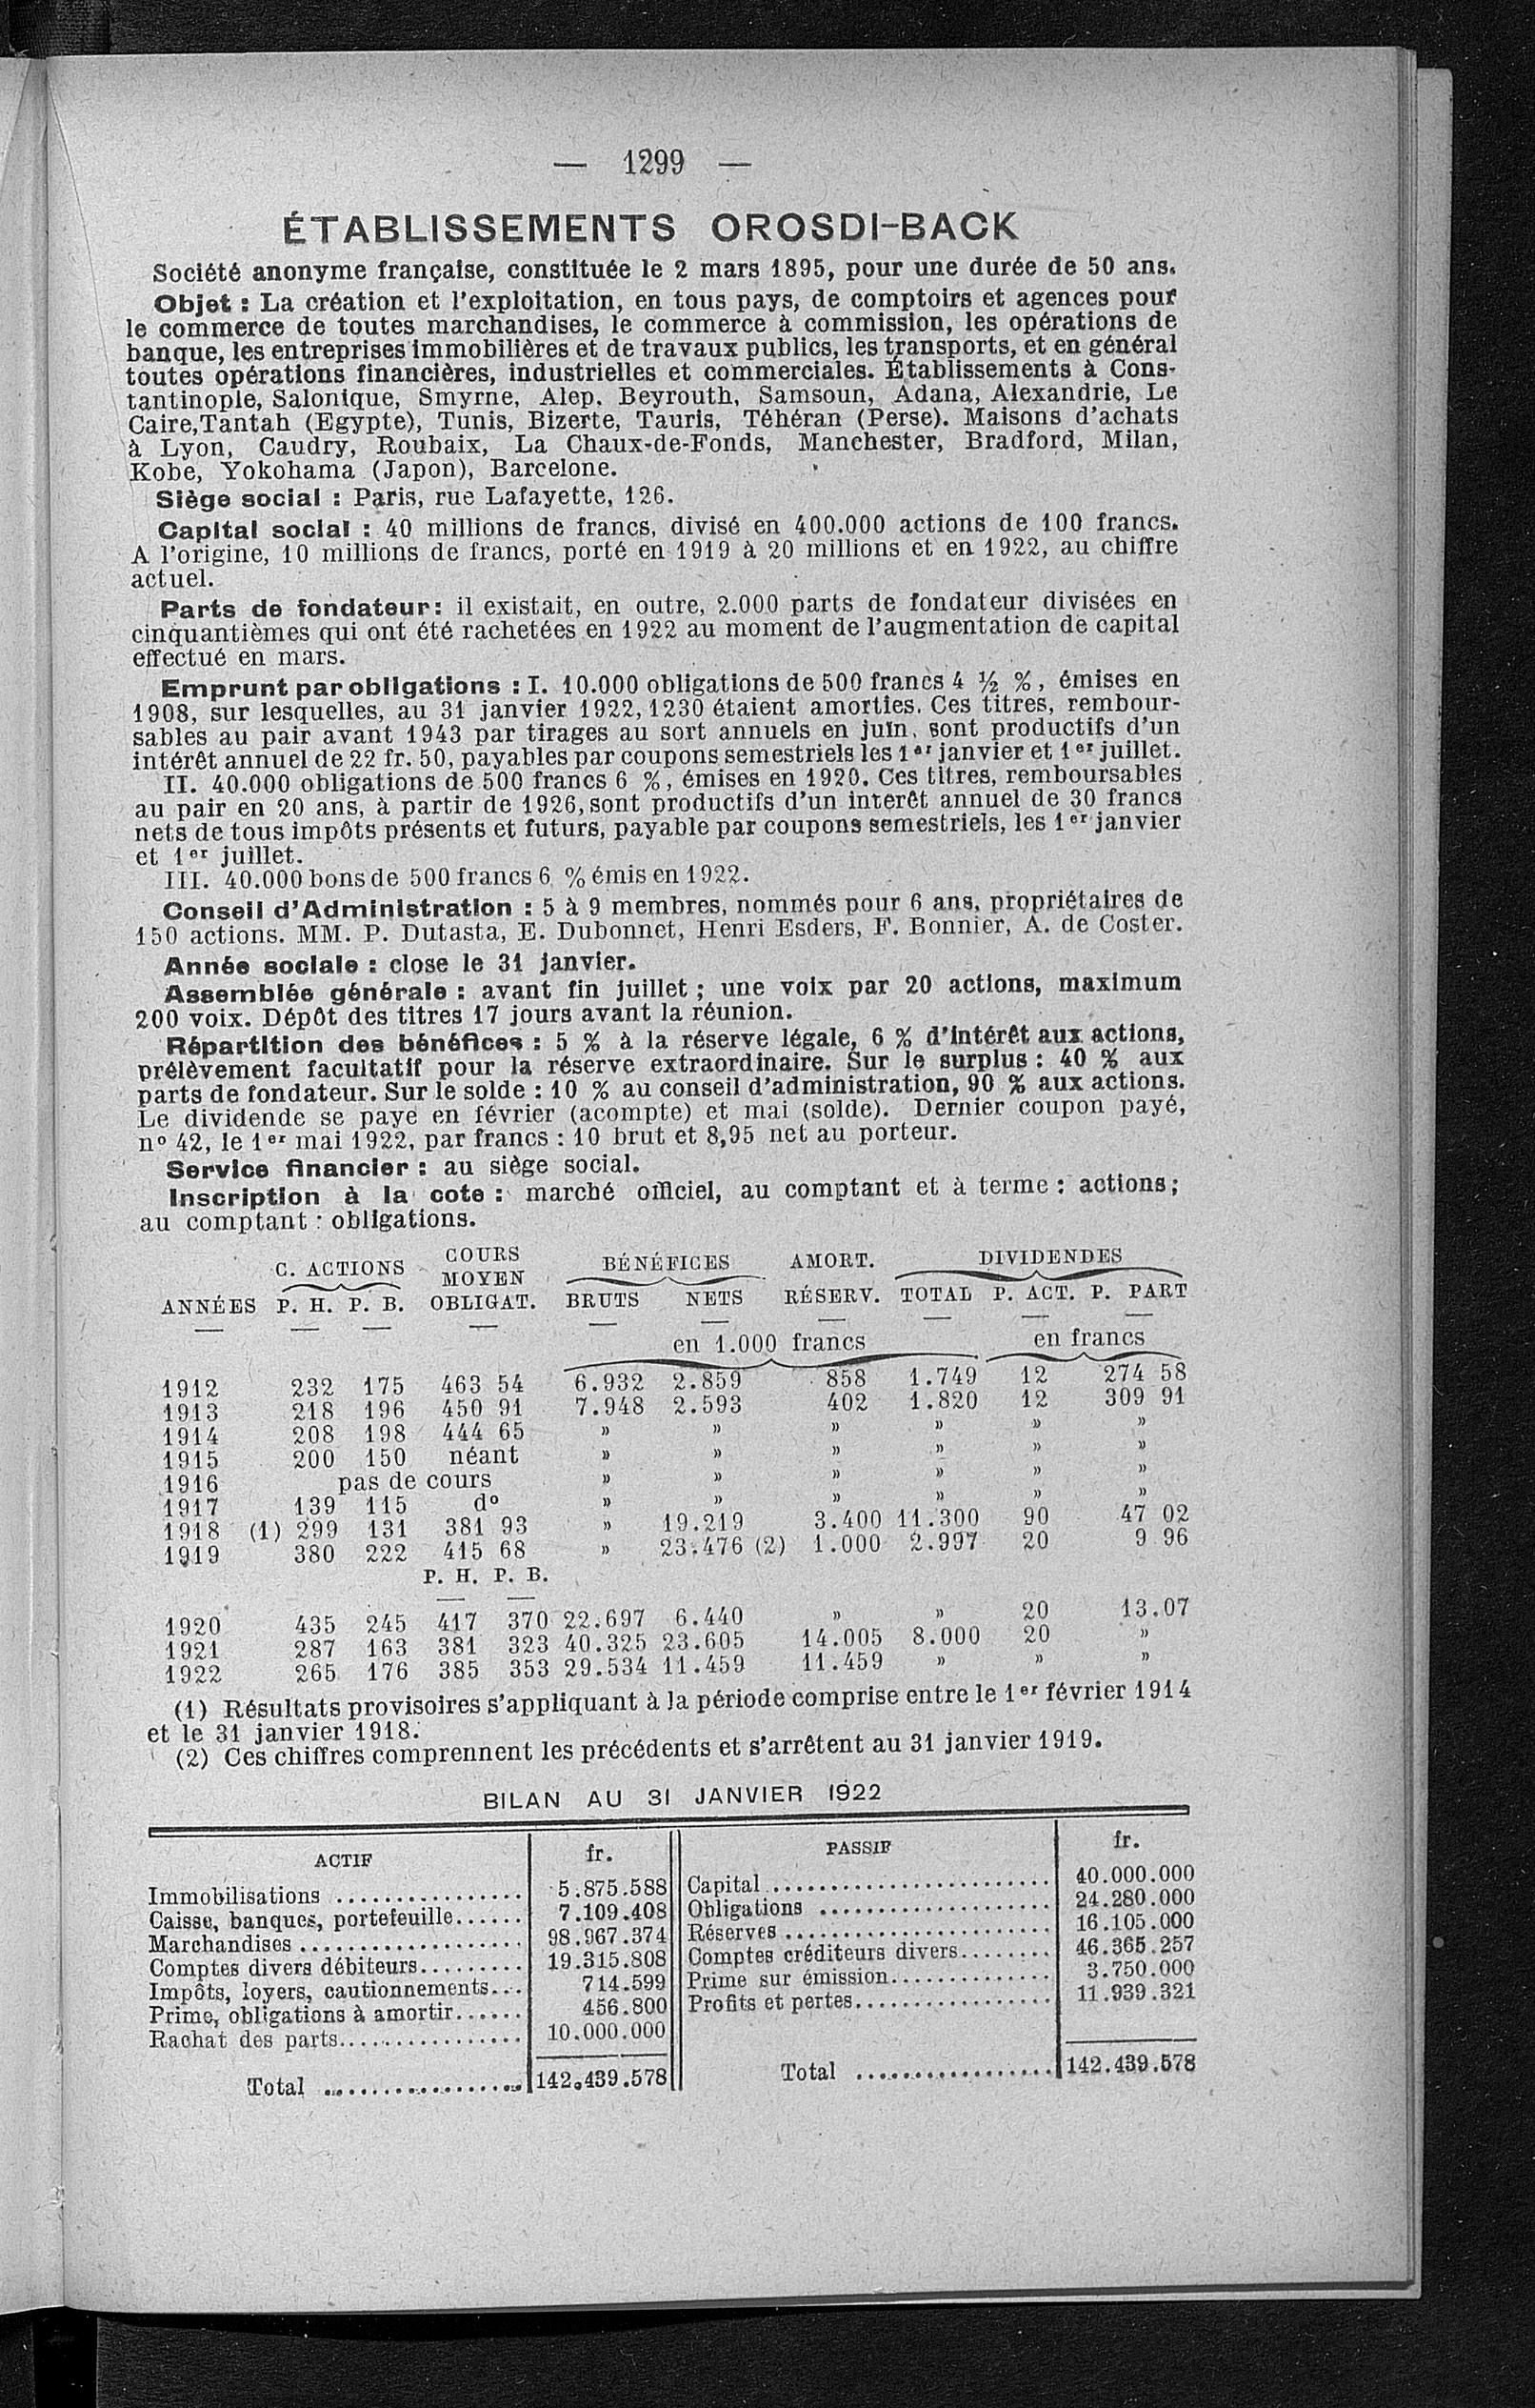 — 1299 —
ÉTABLISSEMENTS OROSDI-BACK
Société anonyme française, constituée le 2 mars 1895, pour une durée de 50 ans.
Objet : La création et l'exploitation, en tous pays, de comptoirs et agences pour
le commerce de toutes marchandises, le commerce à commission, les opérations de
banque, les entreprises immobilières et de travaux publics, les transports, et en général
toutes opérations financières, industrielles et commerciales. Établissements à Cons-
tantinople, Salonique, Smyrne, Alep. Beyrouth, Samsoun, Adana, Alexandrie, Le
Caire, Tantah (Egypte), Tunis, Bizerte, Tauris, Téhéran (Perse). Maisons d'achats
à Lyon, Caudry, Roubaix, La Chaux-de-Fonds, Manchester, Bradford, Milan,
Kobe, Yokohama (Japon), Barcelone.
Siège social : Paris, rue Lafayette, 126.
Capital social : 40 millions de francs, divisé en 400.000 actions de 100 francs.
A l'origine, 10 millions de francs, porté en 1919 à 20 millions et en 1922, au chiffre
actuel.
Parts de fondateur : il existait, en outre, 2.000 parts de fondateur divisées en
cinquantièmes qui ont été rachetées en 1922 au moment de l'augmentation de capital
effectué en mars.
Emprunt par obligations : I. 10.000 obligations de 500 francs 4 ½ %, émises en
1908, sur lesquelles, au 31 janvier 1922, 1230 étaient amorties. Ces titres, rembour-
sables au pair avant 1943 par tirages au sort annuels en juin, sont productifs d'un
intérêt annuel de 22 fr. 50, payables par coupons semestriels les 1er janvier et 1er juillet.
II. 40.000 obligations de 500 francs 6 %, émises en 1920. Ces titres, remboursables
au pair en 20 ans, à partir de 1926, sont productifs d'un interêt annuel de 30 francs
nets de tous impôts présents et futurs, payable par coupons semestriels, les 1er janvier
et 1er juillet.
III. 40.000 bons de 500 francs 6 % émis en 1922.
Conseil d'Administration : 5 à 9 membres, nommés pour 6 ans, propriétaires de
150 actions. MM. P. Dutasta, E. Dubonnet, Henri Esders, F. Bonnier, A. de Coster.
Année sociale : close le 31 janvier.
Assemblée générale : avant fin juillet ; une voix par 20 actions, maximum
200 voix. Dépôt des titres 17 jours avant la réunion.
Répartition des bénéfices : 5 % à la réserve légale, 6 % d'intérêt aux actions,
prélèvement facultatif pour la réserve extraordinaire. Sur le surplus : 40 % aux
parts de fondateur. Sur le solde : 10 % au conseil d'administration, 90 % aux actions.
Le dividende se paye en février (acompte) et mai (solde). Dernier coupon payé,
n° 42, le 1er mai 1922, par francs : 10 brut et 8,95 net au porteur.
Service financier : au siège social.
Inscription à la cote : marché officiel, au comptant et à terme : actions ;
au comptant : obligations.
C. ACTIONS COURS MOYEN BÉNÉFICES AMORT. DIVIDENDES
ANNÉES P. H. P. B. OBLIGAT. BRUTS NETS RÉSERV. TOTAL P. ACT. P. PART
en 1.000 francs en francs
1912 232 175 463 54 6.932 2.859 858 1.749 12 274 58
1913 218 196 450 91 7.948 2.593 402 1.820 12 309 91
1914 208 198 444 65 » » » » » »
1915 200 150 néant » » » » » »
1916 pas de cours » » » » » »
1917 139 115 d° » » » » » »
1918 (1) 299 131 381 93 » 19.219 3.400 11.300 90 47 02
1919 380 222 415 68 » 23.476 (2) 1.000 2.997 20 9 96
P. H. P. B.
1920 435 245 417 370 22.697 6.440 » » 20 13.07
1921 287 163 381 323 40.325 23.605 14.005 8.000 20 »
1922 265 176 385 353 29.534 11.459 11.459 » » »
(1) Résultats provisoires s'appliquant à la période comprise entre le 1er février 1914
et le 31 janvier 1918.
(2) Ces chiffres comprennent les précédents et s'arrêtent au 31 janvier 1919.
BILAN AU 31 JANVIER 1922
ACTIF fr. PASSIF fr.
Immobilisations ................ 5.875.588 Capital ........................ 40.000.000
Caisse, banques, portefeuille...... 7.109.408 Obligations .................... 24.280.000
Marchandises ................... 98.967.374 Réserves ....................... 16.105.000
Comptes divers débiteurs......... 19.315.808 Comptes créditeurs divers........ 46.365.257
Impôts, loyers, cautionnements... 714.599 Prime sur émission.............. 3.750.000
Prime, obligations à amortir...... 456.800 Profits et pertes................. 11.939.321
Rachat des parts................ 10.000.000
Total ................. 142.439.578 Total ................. 142.439.578